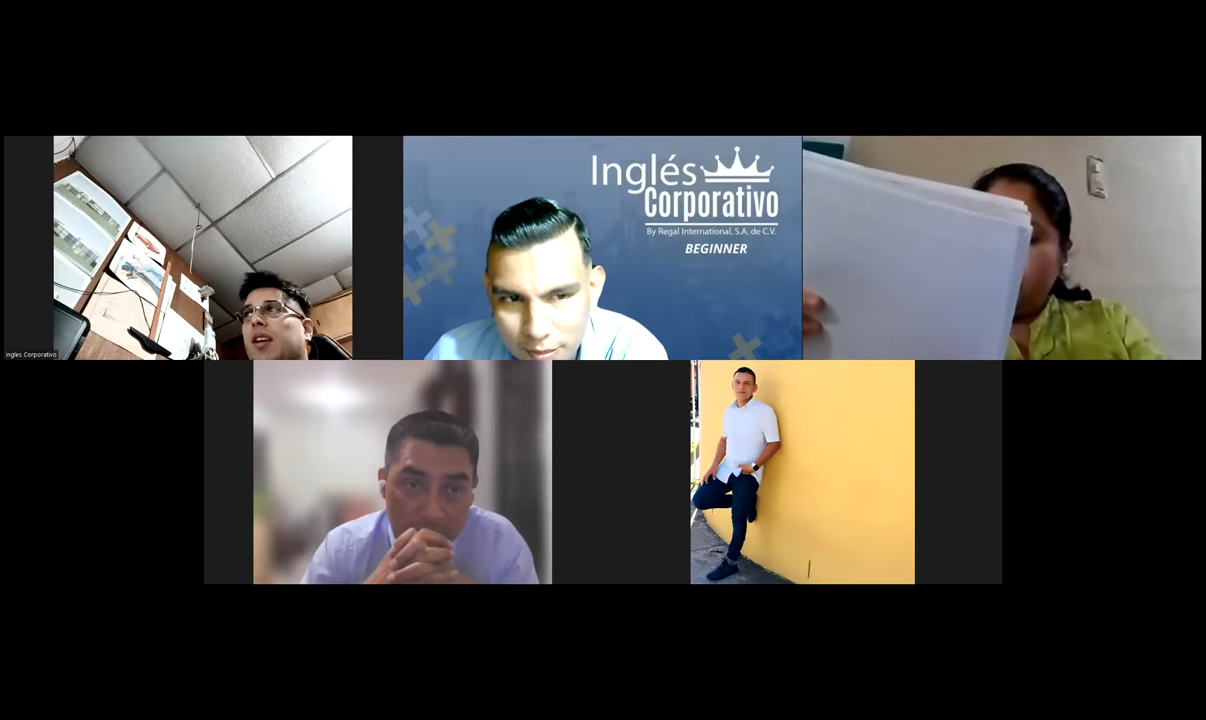 Inglés
Corporativo
By Regal International, S.A. de C.V.
BEGINNER
Ingles Corporativo